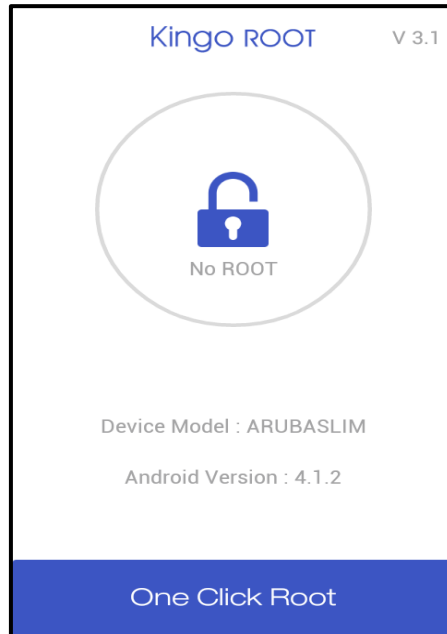 Kingo ROOT V 3.1
No ROOT
Device Model : ARUBASLIM
Android Version : 4.1.2
One Click Root